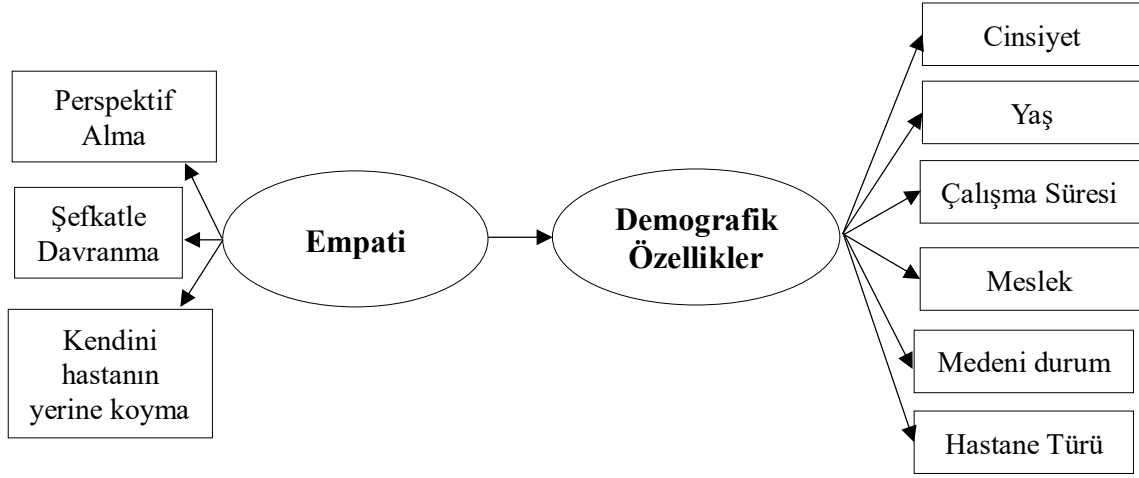 Perspektif
Alma
Şefkatle
Davranma
Kendini
hastanın
yerine koyma
Empati
Demografik
Özellikler
Cinsiyet
Yaş
Çalışma Süresi
Meslek
Medeni durum
Hastane Türü